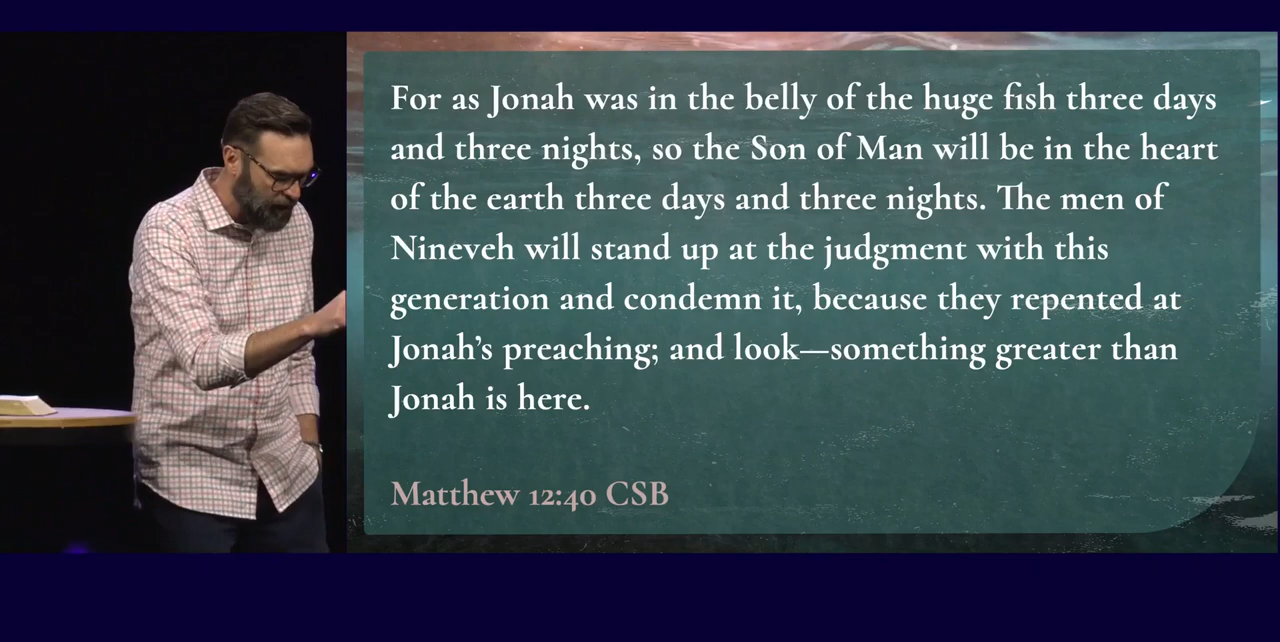 For as Jonah was in the belly of the huge fish three days
and three nights, so the Son of Man will be in the heart
of the earth three days and three nights. The men of
Nineveh will stand up at the judgment with this
generation and condemn it, because they repented at
Jonah’s preaching; and look—something greater than
Jonah is here.
Matthew 12:40 CSB